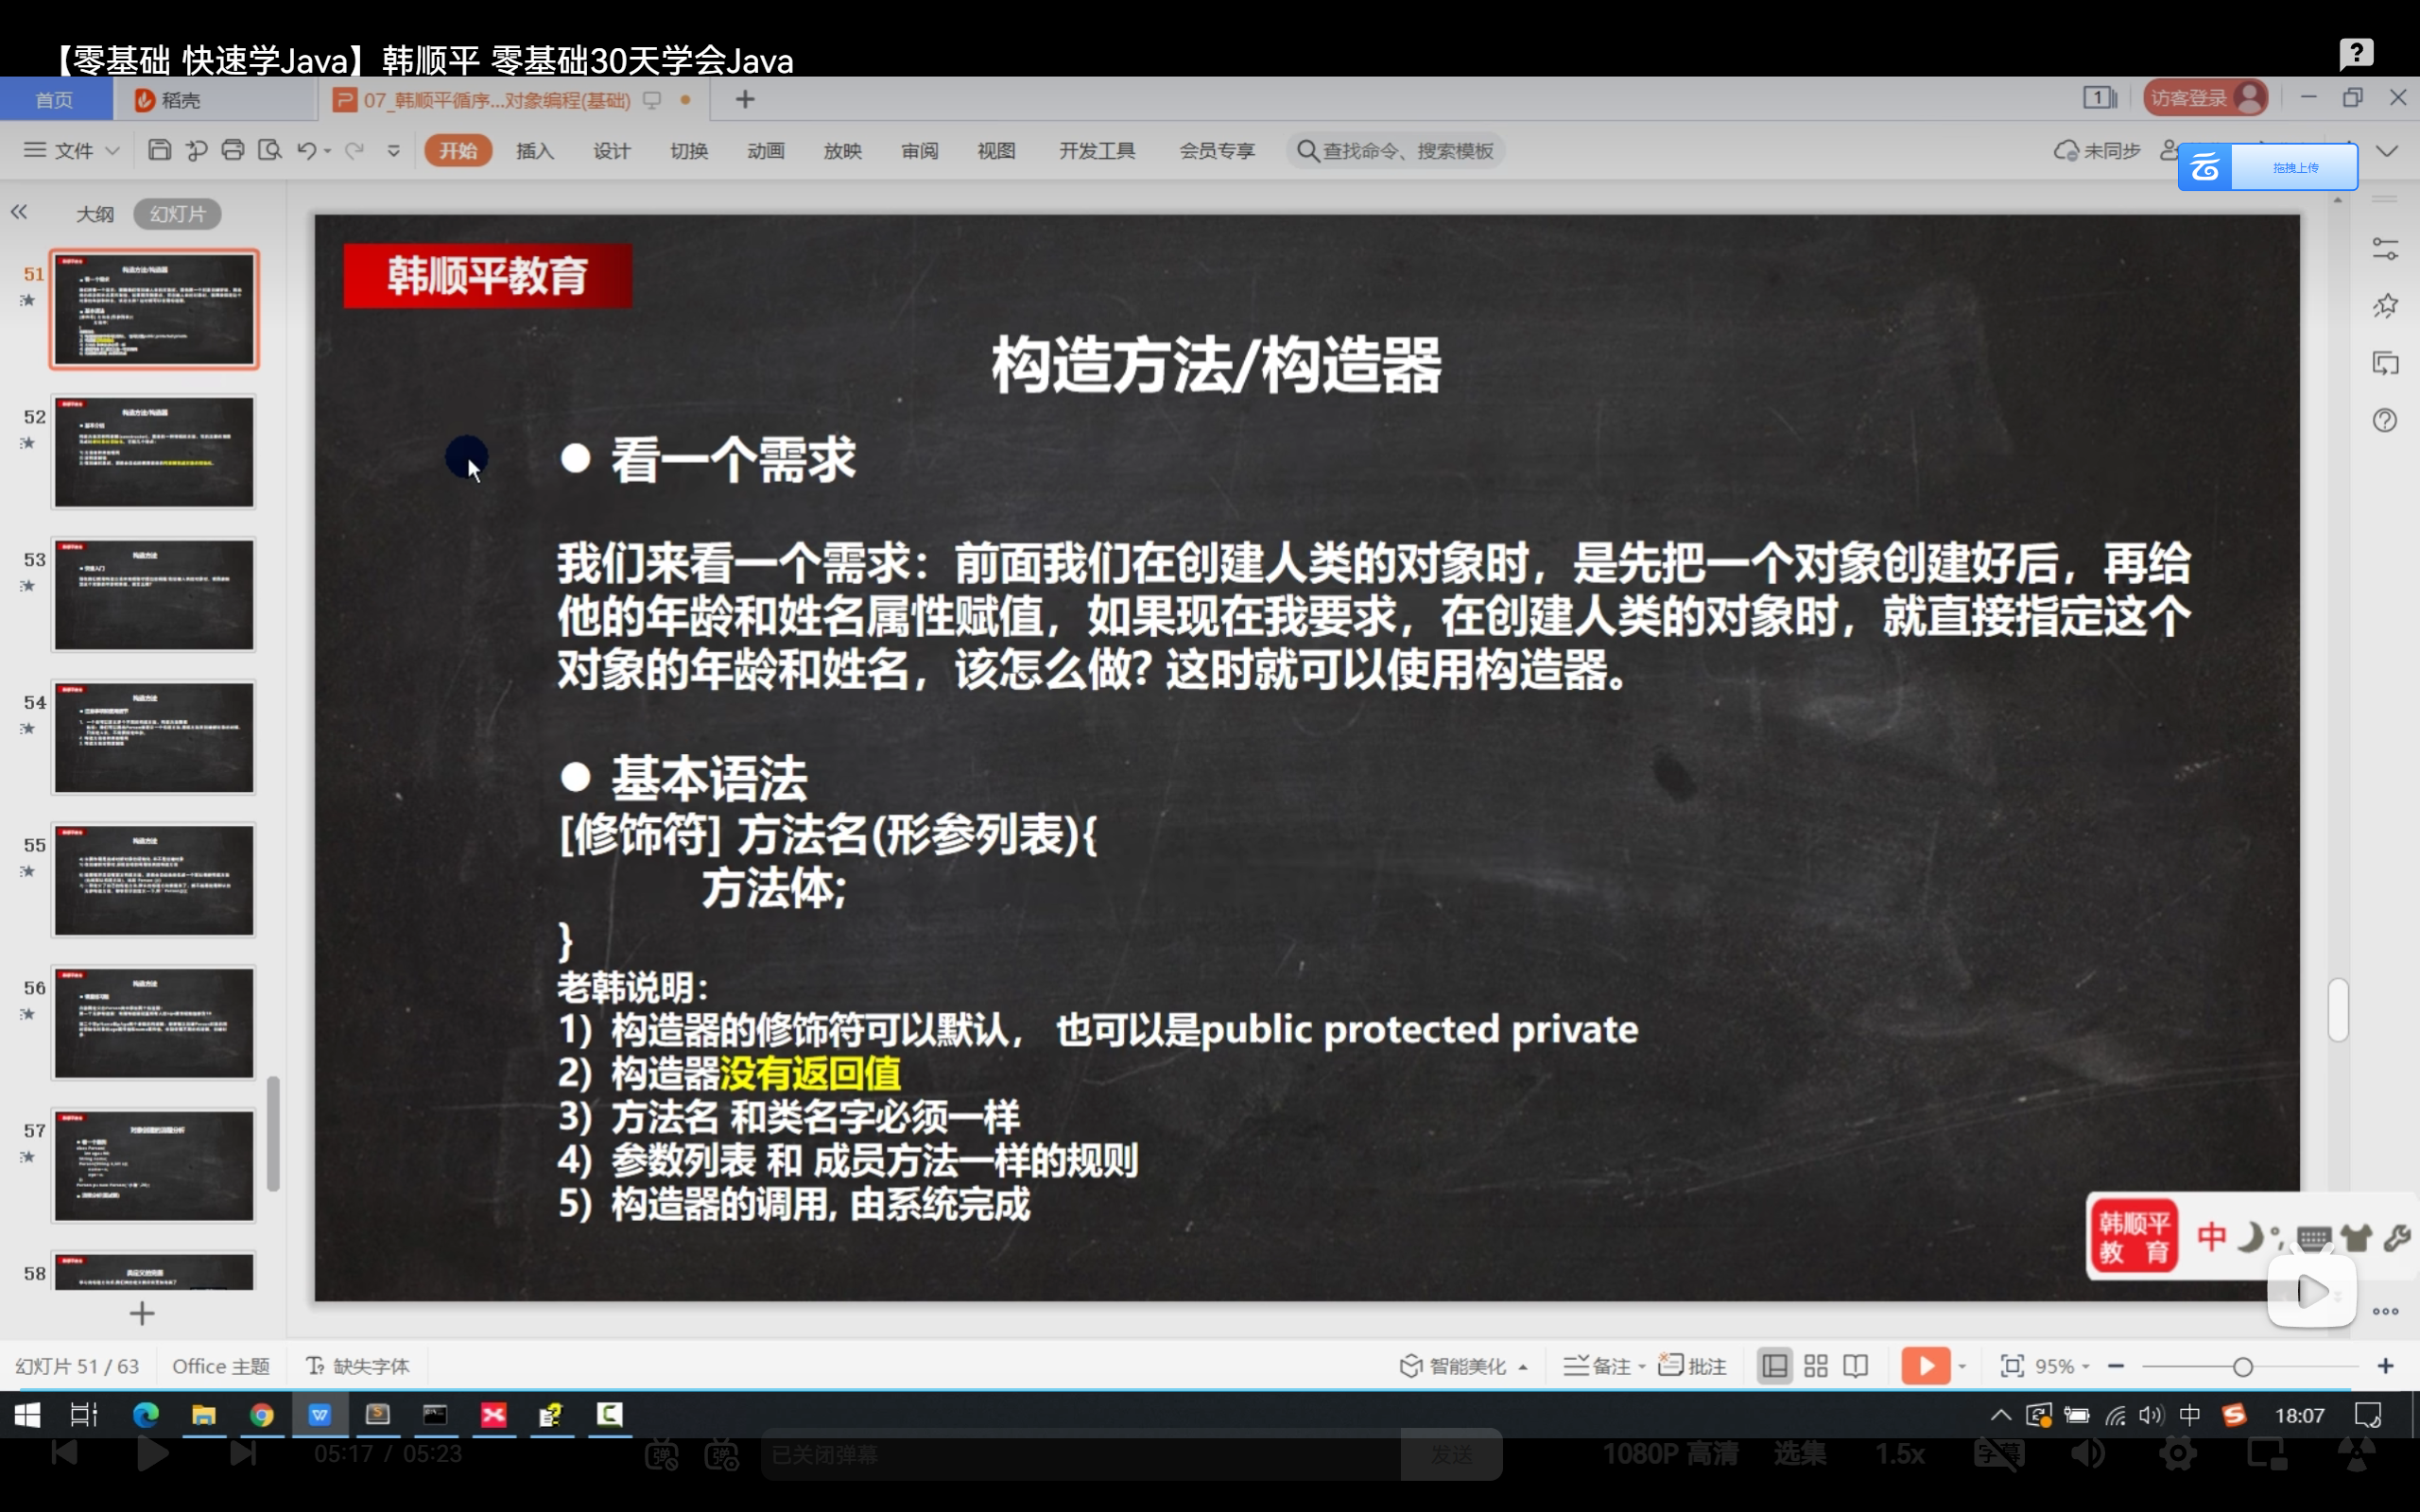 【零基础 快速学Java】韩顺平 零基础30天学会Java
首页
稻壳
07_韩顺平循序...对象编程(基础)
1
访客登录
文件
开始
插入
设计
切换
动画
放映
审阅
视图
开发工具
会员专享
查找命令、搜索模板
未同步
拖拽上传
大纲
幻灯片
51
52
53
54
55
56
57
58
韩顺平教育
构造方法/构造器
● 看一个需求
我们来看一个需求：前面我们在创建人类的对象时，是先把一个对象创建好后，再给
他的年龄和姓名属性赋值，如果现在我要求，在创建人类的对象时，就直接指定这个
对象的年龄和姓名，该怎么做? 这时就可以使用构造器。
● 基本语法
[修饰符] 方法名(形参列表){
方法体;
}
老韩说明：
1) 构造器的修饰符可以默认， 也可以是public protected private
2) 构造器没有返回值
3) 方法名 和类名字必须一样
4) 参数列表 和 成员方法一样的规则
5) 构造器的调用, 由系统完成
韩顺平
教 育
中
幻灯片 51 / 63
Office 主题
缺失字体
智能美化
备注
批注
95%
中
18:07
05:17 / 05:23
已关闭弹幕
发送
1080P 高清
选集
1.5x
字幕